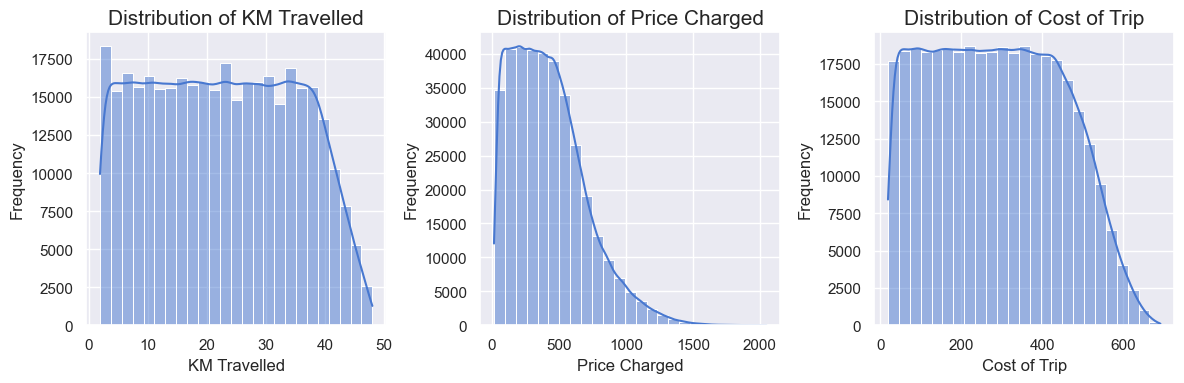 Distribution of KM Travelled
17500
15000
12500
10000
7500
5000
2500
0
Frequency
0 10 20 30 40 50
KM Travelled
Distribution of Price Charged
40000
35000
30000
25000
20000
15000
10000
5000
0
Frequency
0 500 1000 1500 2000
Price Charged
Distribution of Cost of Trip
17500
15000
12500
10000
7500
5000
2500
0
Frequency
0 200 400 600
Cost of Trip